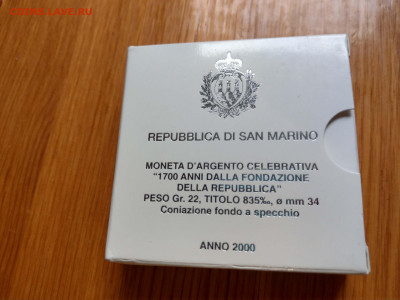 REPUBBLICA DI SAN MARINO
MONETA D'ARGENTO CELEBRATIVA
"1700 ANNI DALLA FONDAZIONE
DELLA REPUBBLICA"
PESO Gr. 22, TITOLO 835‰, ø mm 34
Coniazione fondo a specchio
ANNO 2000